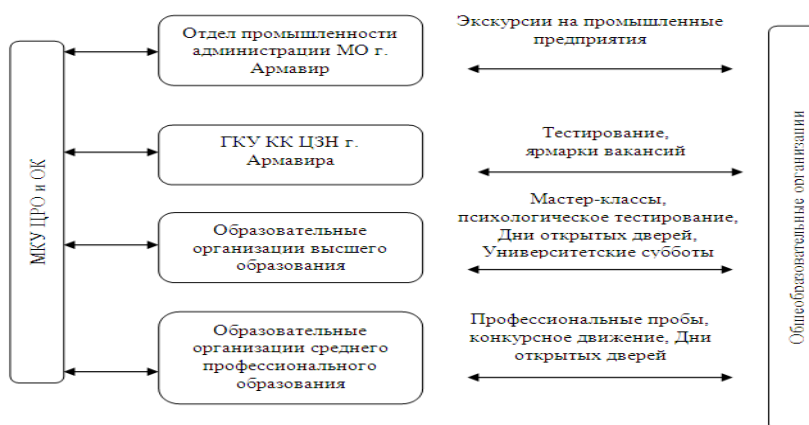 МКУ ЦРО и ОК
Отдел промышленности
администрации МО г.
Армавир
Экскурсии на промышленные
предприятия
ГКУ КК ЦЗН г.
Армавира
Тестирование,
ярмарки вакансий
Образовательные
организации высшего
образования
Мастер-классы,
психологическое тестирование,
Дни открытых дверей,
Университетские субботы
Образовательные
организации среднего
профессионального
образования
Профессиональные пробы,
конкурсное движение, Дни
открытых дверей
Общеобразовательные организации